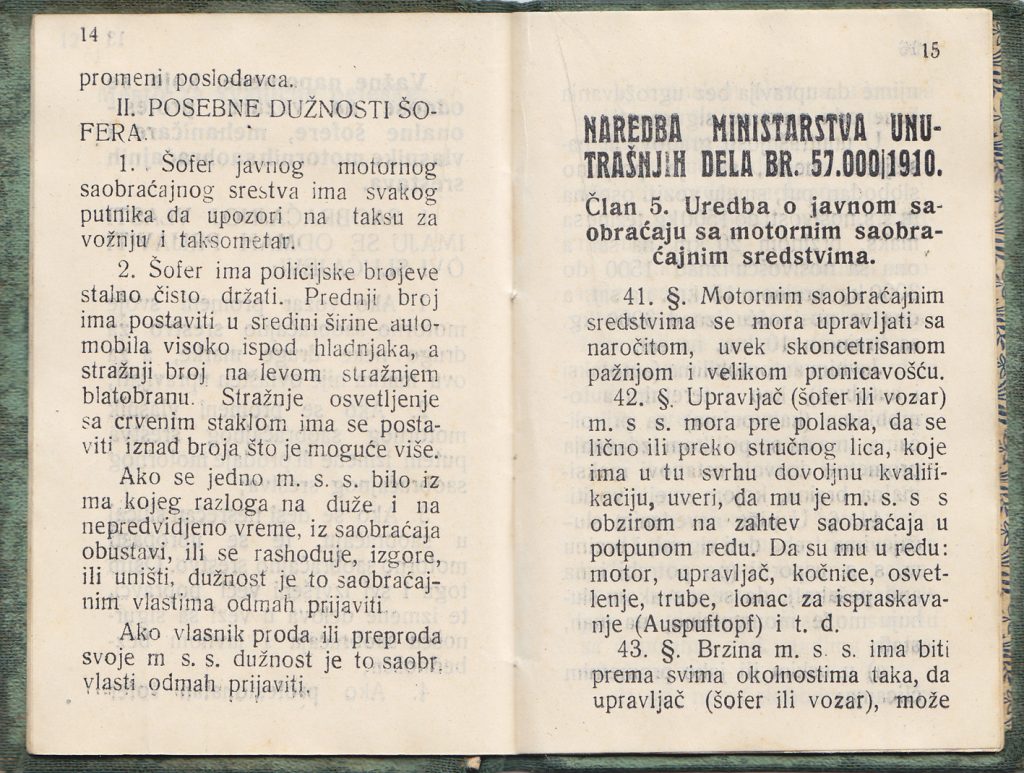 14
promeni poslodavca.
II. POSEBNE DUŽNOSTI ŠO-
FERA.
1. Šofer javnog motornog
saobraćajnog srestva ima svakog
putnika da upozori na taksu za
vožnju i taksometar.
2. Šofer ima policijske brojeve
stalno čisto držati. Prednji broj
ima postaviti u sredini širine auto-
mobila visoko ispod hladnjaka, a
stražnji broj na levom stražnjem
blatobranu. Stražnje osvetljenje
sa crvenim staklom ima se posta-
viti iznad broja što je moguće više.
Ako se jedno m. s. s. bilo iz
ma kojeg razloga na duže i na
nepredvidjeno vreme, iz saobraćaja
obustavi, ili se rashoduje, izgore,
ili uništi, dužnost je to saobraćaj-
nim vlastima odmah prijaviti.
Ako vlasnik proda ili preproda
svoje m s. s. dužnost je to saobr.
vlasti odmah prijaviti.
15
NAREDBA MINISTARSTVA UNU-
TRAŠNJIH DELA BR. 57.000|1910.
Član 5. Uredba o javnom sa-
obraćaju sa motornim saobra-
ćajnim sredstvima.
41. §. Motornim saobraćajnim
sredstvima se mora upravljati sa
naročitom, uvek skoncetrisanom
pažnjom i velikom pronicavošću.
42. §. Upravljač (šofer ili vozar)
m. s s. mora pre polaska, da se
lično ili preko stručnog lica, koje
ima u tu svrhu dovoljnu kvalifi-
kaciju, uveri, da mu je m. s. s s
obzirom na zahtev saobraćaja u
potpunom redu. Da su mu u redu:
motor, upravljač, kočnice, osvet-
lenje, trube, lonac za ispraskava-
nje (Auspuftopf) i t. d.
43. §. Brzina m. s. s. ima biti
prema svima okolnostima taka, da
upravljač (šofer ili vozar), može